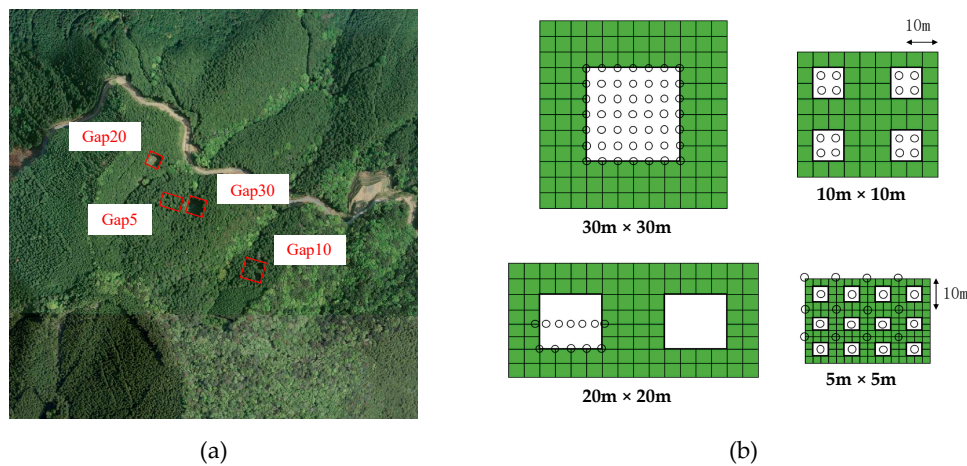 Gap20
Gap30
Gap5
Gap10
(a)
30m × 30m
10m
10m × 10m
20m × 20m
10m
5m × 5m
(b)